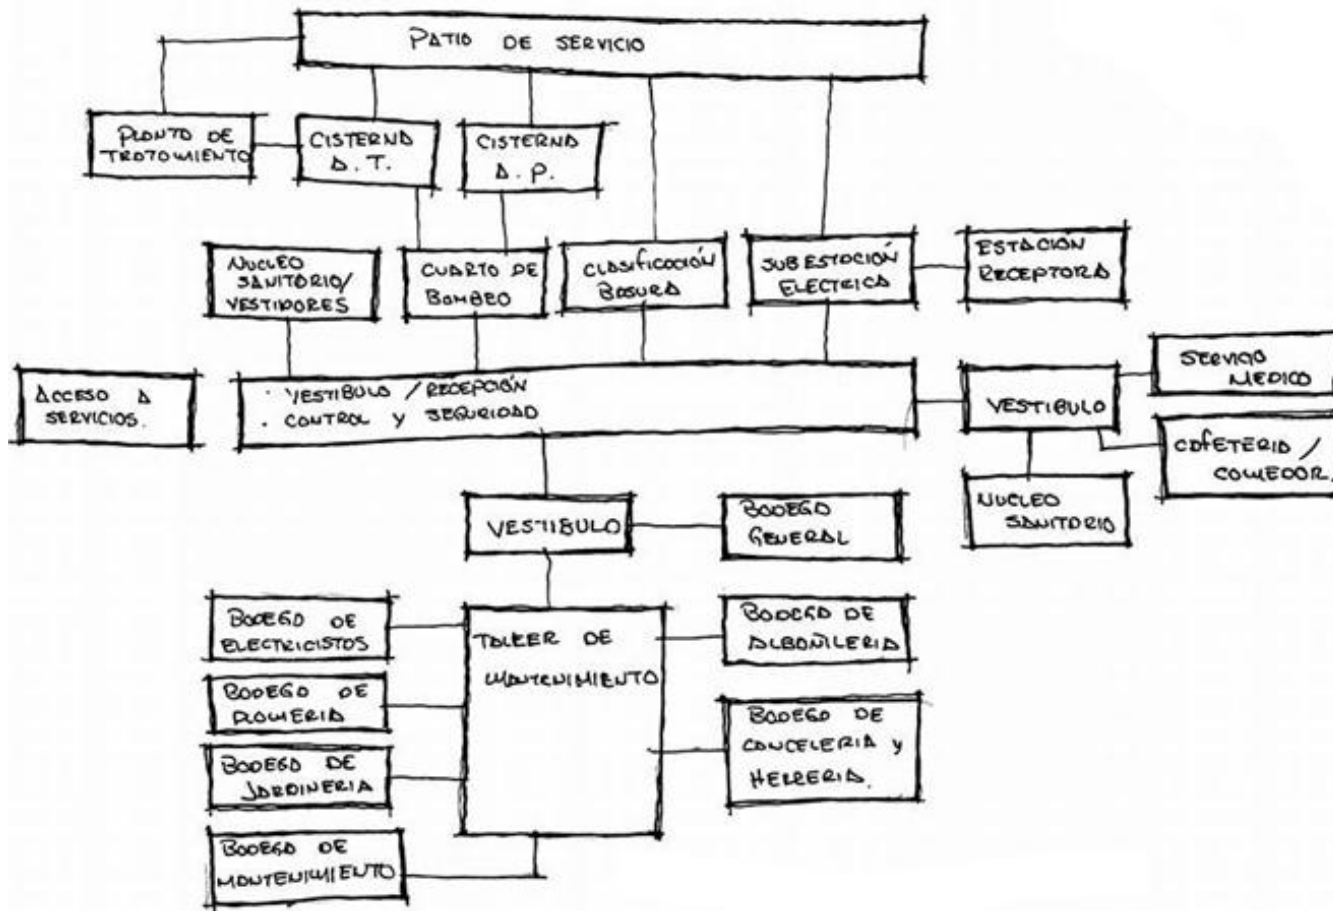 PATIO DE SERVICIO
PLANTA DE
TRATAMIENTO
CISTERNA
A. T.
CISTERNA
A. P.
NUCLEO
SANITARIO/
VESTIDORES
CUARTO DE
BOMBEO
CLASIFICACIÓN
BASURA
SUBESTACIÓN
ELECTRICA
ESTACIÓN
RECEPTORA
ACCESO A
SERVICIOS.
. VESTIBULO / RECEPCIÓN
. CONTROL Y SEGURIDAD
VESTIBULO
SERVICIO
MEDICO
CAFETERIA /
COMEDOR.
NUCLEO
SANITARIO
VESTIBULO
BODEGA
GENERAL
BODEGA DE
ELECTRICISTAS
TALLER DE
MANTENIMIENTO
BODEGA DE
ALBAÑILERIA
BODEGA DE
PLOMERIA
BODEGA DE
CANCELERIA Y
HERRERIA.
BODEGA DE
JARDINERIA
BODEGA DE
MANTENIMIENTO